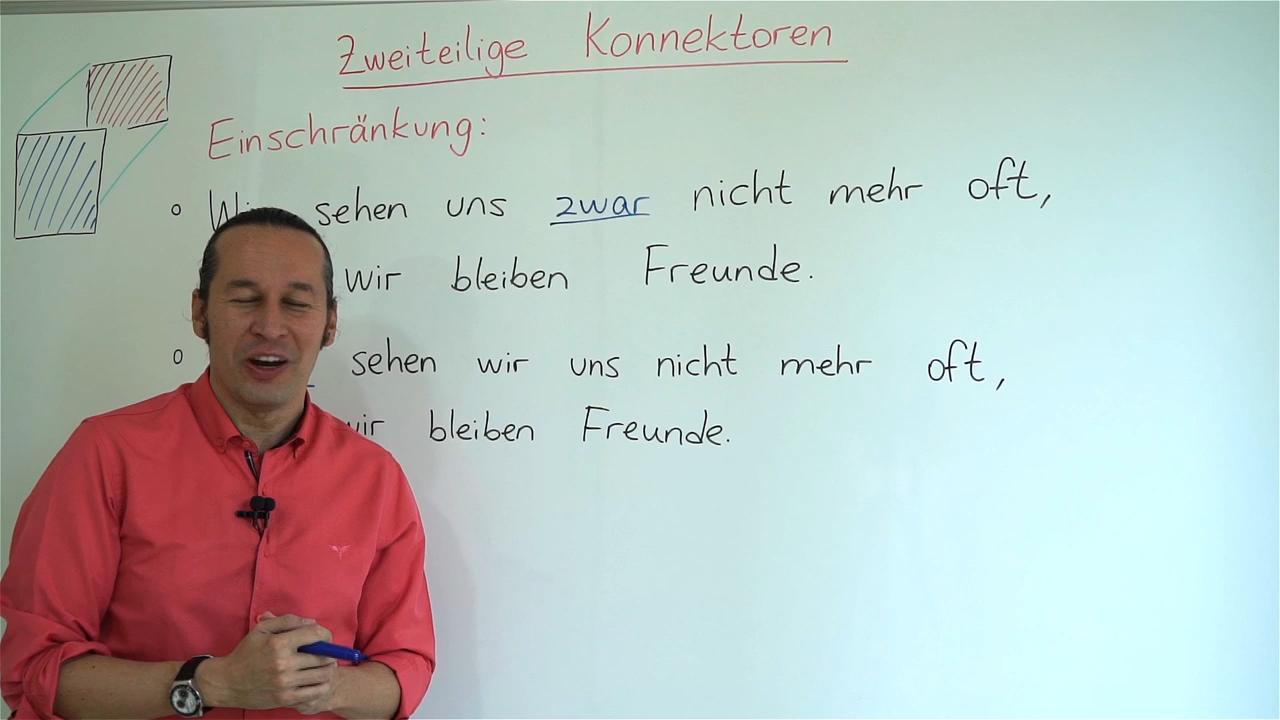 Zweiteilige Konnektoren
Einschränkung:
sehen uns zwar nicht mehr oft,
wir bleiben Freunde.
sehen wir uns nicht mehr oft,
bleiben Freunde.